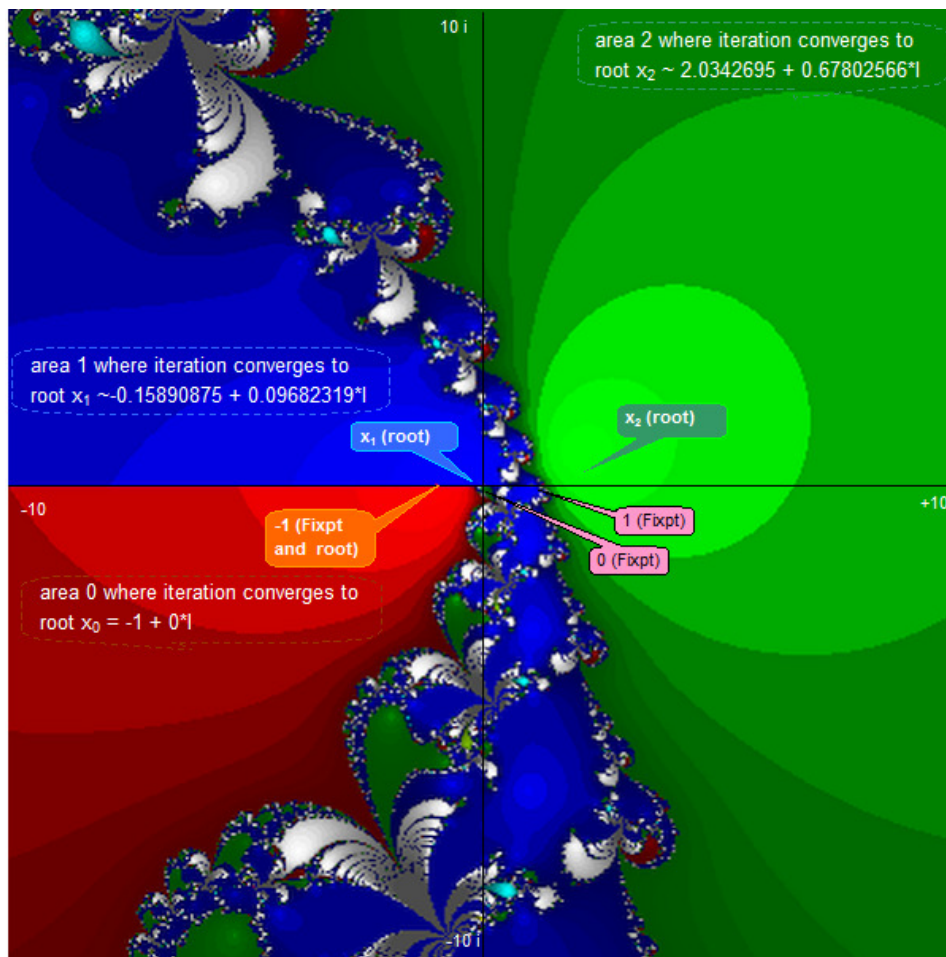 10 i
area 2 where iteration converges to
root x₂ ~ 2.0342695 + 0.67802566*I
area 1 where iteration converges to
root x₁ ~-0.15890875 + 0.09682319*I
x₁ (root)
x₂ (root)
-10
+10
-1 (Fixpt
and root)
1 (Fixpt)
0 (Fixpt)
area 0 where iteration converges to
root x₀ = -1 + 0*I
-10 i